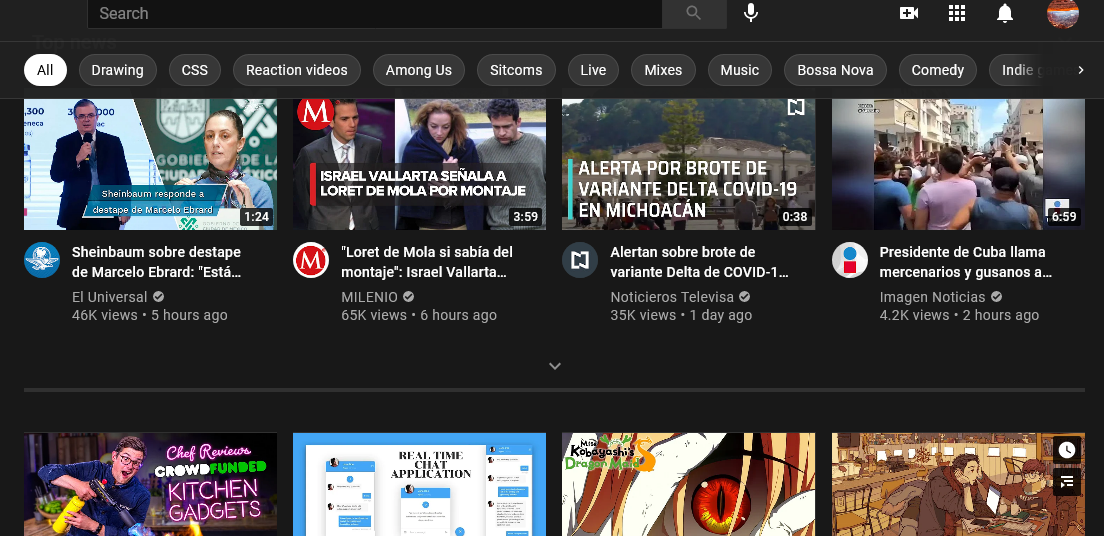 Search
Top news
All
Drawing
CSS
Reaction videos
Among Us
Sitcoms
Live
Mixes
Music
Bossa Nova
Comedy
Indie games
Sheinbaum responde a
destape de Marcelo Ebrard
1:24
M
ISRAEL VALLARTA SEÑALA A
LORET DE MOLA POR MONTAJE
3:59
ALERTA POR BROTE DE
VARIANTE DELTA COVID-19
EN MICHOACÁN
0:38
6:59
Sheinbaum sobre destape
de Marcelo Ebrard: "Está...
El Universal
46K views • 5 hours ago
M
"Loret de Mola si sabía del
montaje": Israel Vallarta...
MILENIO
65K views • 6 hours ago
Alertan sobre brote de
variante Delta de COVID-1...
Noticieros Televisa
35K views • 1 day ago
Presidente de Cuba llama
mercenarios y gusanos a...
Imagen Noticias
4.2K views • 2 hours ago
Chef Reviews
CROWDFUNDED
KITCHEN
GADGETS
REAL TIME
CHAT
APPLICATION
Miss
Kobayashi's
Dragon Maid